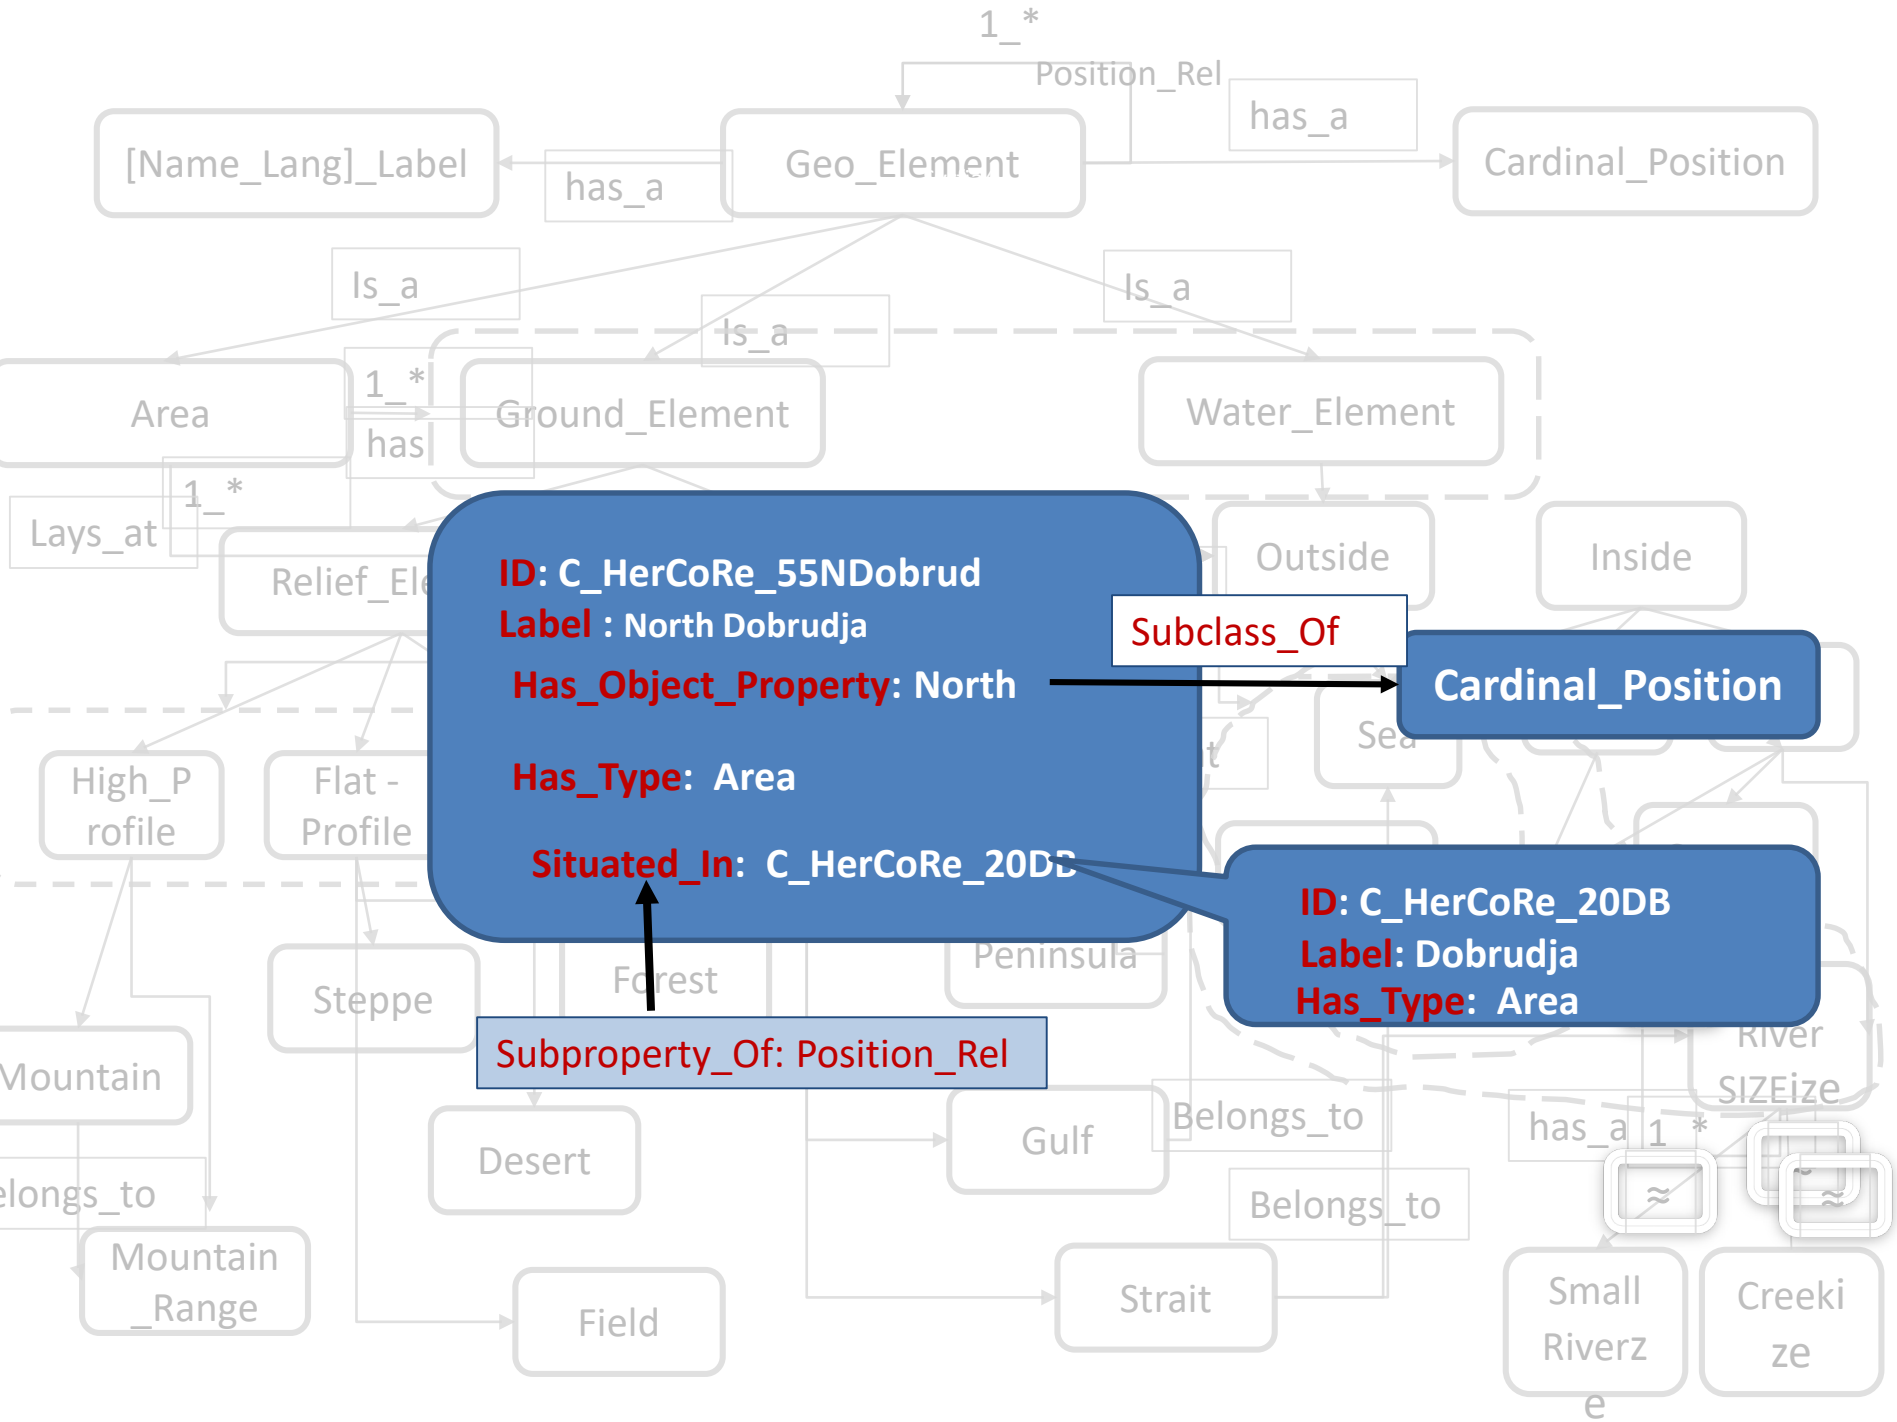 1_*
Position_Rel
has_a
[Name_Lang]_Label
has_a
Geo_Element
Cardinal_Position
Is_a
Is_a
Is_a
Area
1_*
has
Ground_Element
Water_Element
1_*
Lays_at
Relief_Ele
Outside
Inside
ID: C_HerCoRe_55NDobrud
Label : North Dobrudja
Has_Object_Property: North
Has_Type: Area
Situated_In: C_HerCoRe_20DB
Subclass_Of
Cardinal_Position
Sea
High_P
rofile
Flat -
Profile
ID: C_HerCoRe_20DB
Label: Dobrudja
Has_Type: Area
Steppe
Forest
Peninsula
Subproperty_Of: Position_Rel
River
SIZEize
Mountain
Desert
Gulf
Belongs_to
has_a
1_*
elongs_to
Belongs_to
≈
≈
≈
Mountain
_Range
Field
Strait
Small
Riverz
e
Creeki
ze